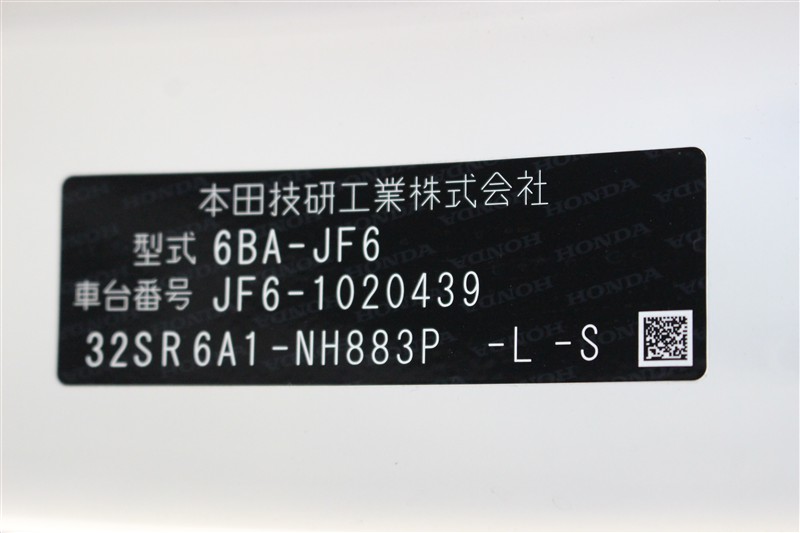 本田技研工業株式会社
型式 6BA-JF6
車台番号 JF6-1020439
32SR6A1-NH883P -L -S